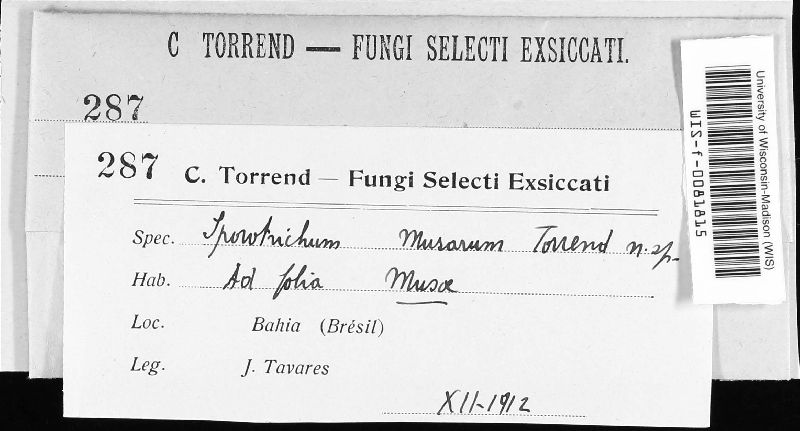 C TORREND — FUNGI SELECTI EXSICCATI.
287
287 C. Torrend — Fungi Selecti Exsiccati
Spec. Sporotrichum Musarum Torrend n. sp.
Hab. Ad folia Musæ
Loc. Bahia (Brésil)
Leg. J. Tavares
XII-1912
University of Wisconsin-Madison (WIS)
WIS-f-0081815